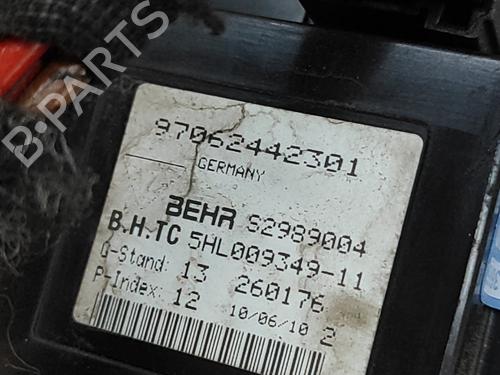 B-PARTS
97062442301
GERMANY
BEHR S2989004
B.H.TC 5HL009349-11
Q-Stand: 13 260176
P-Index: 12 10/06/10 2